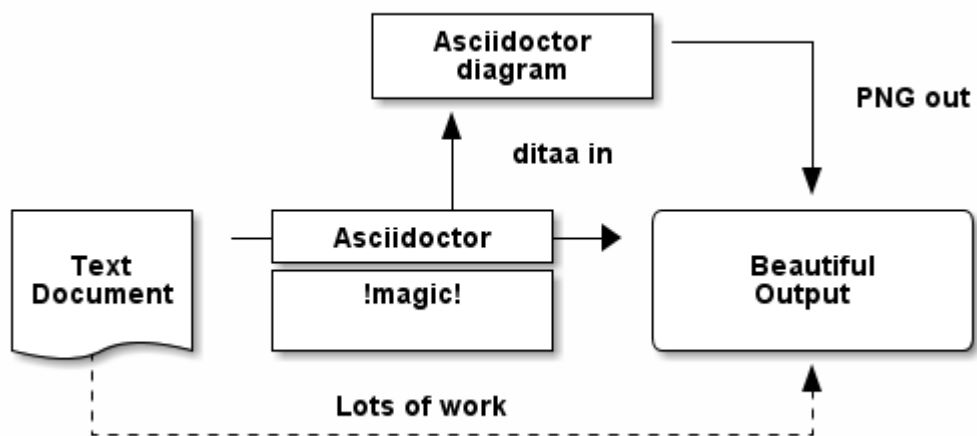 Asciidoctor
diagram
PNG out
ditaa in
Text
Document
Asciidoctor
!magic!
Beautiful
Output
Lots of work